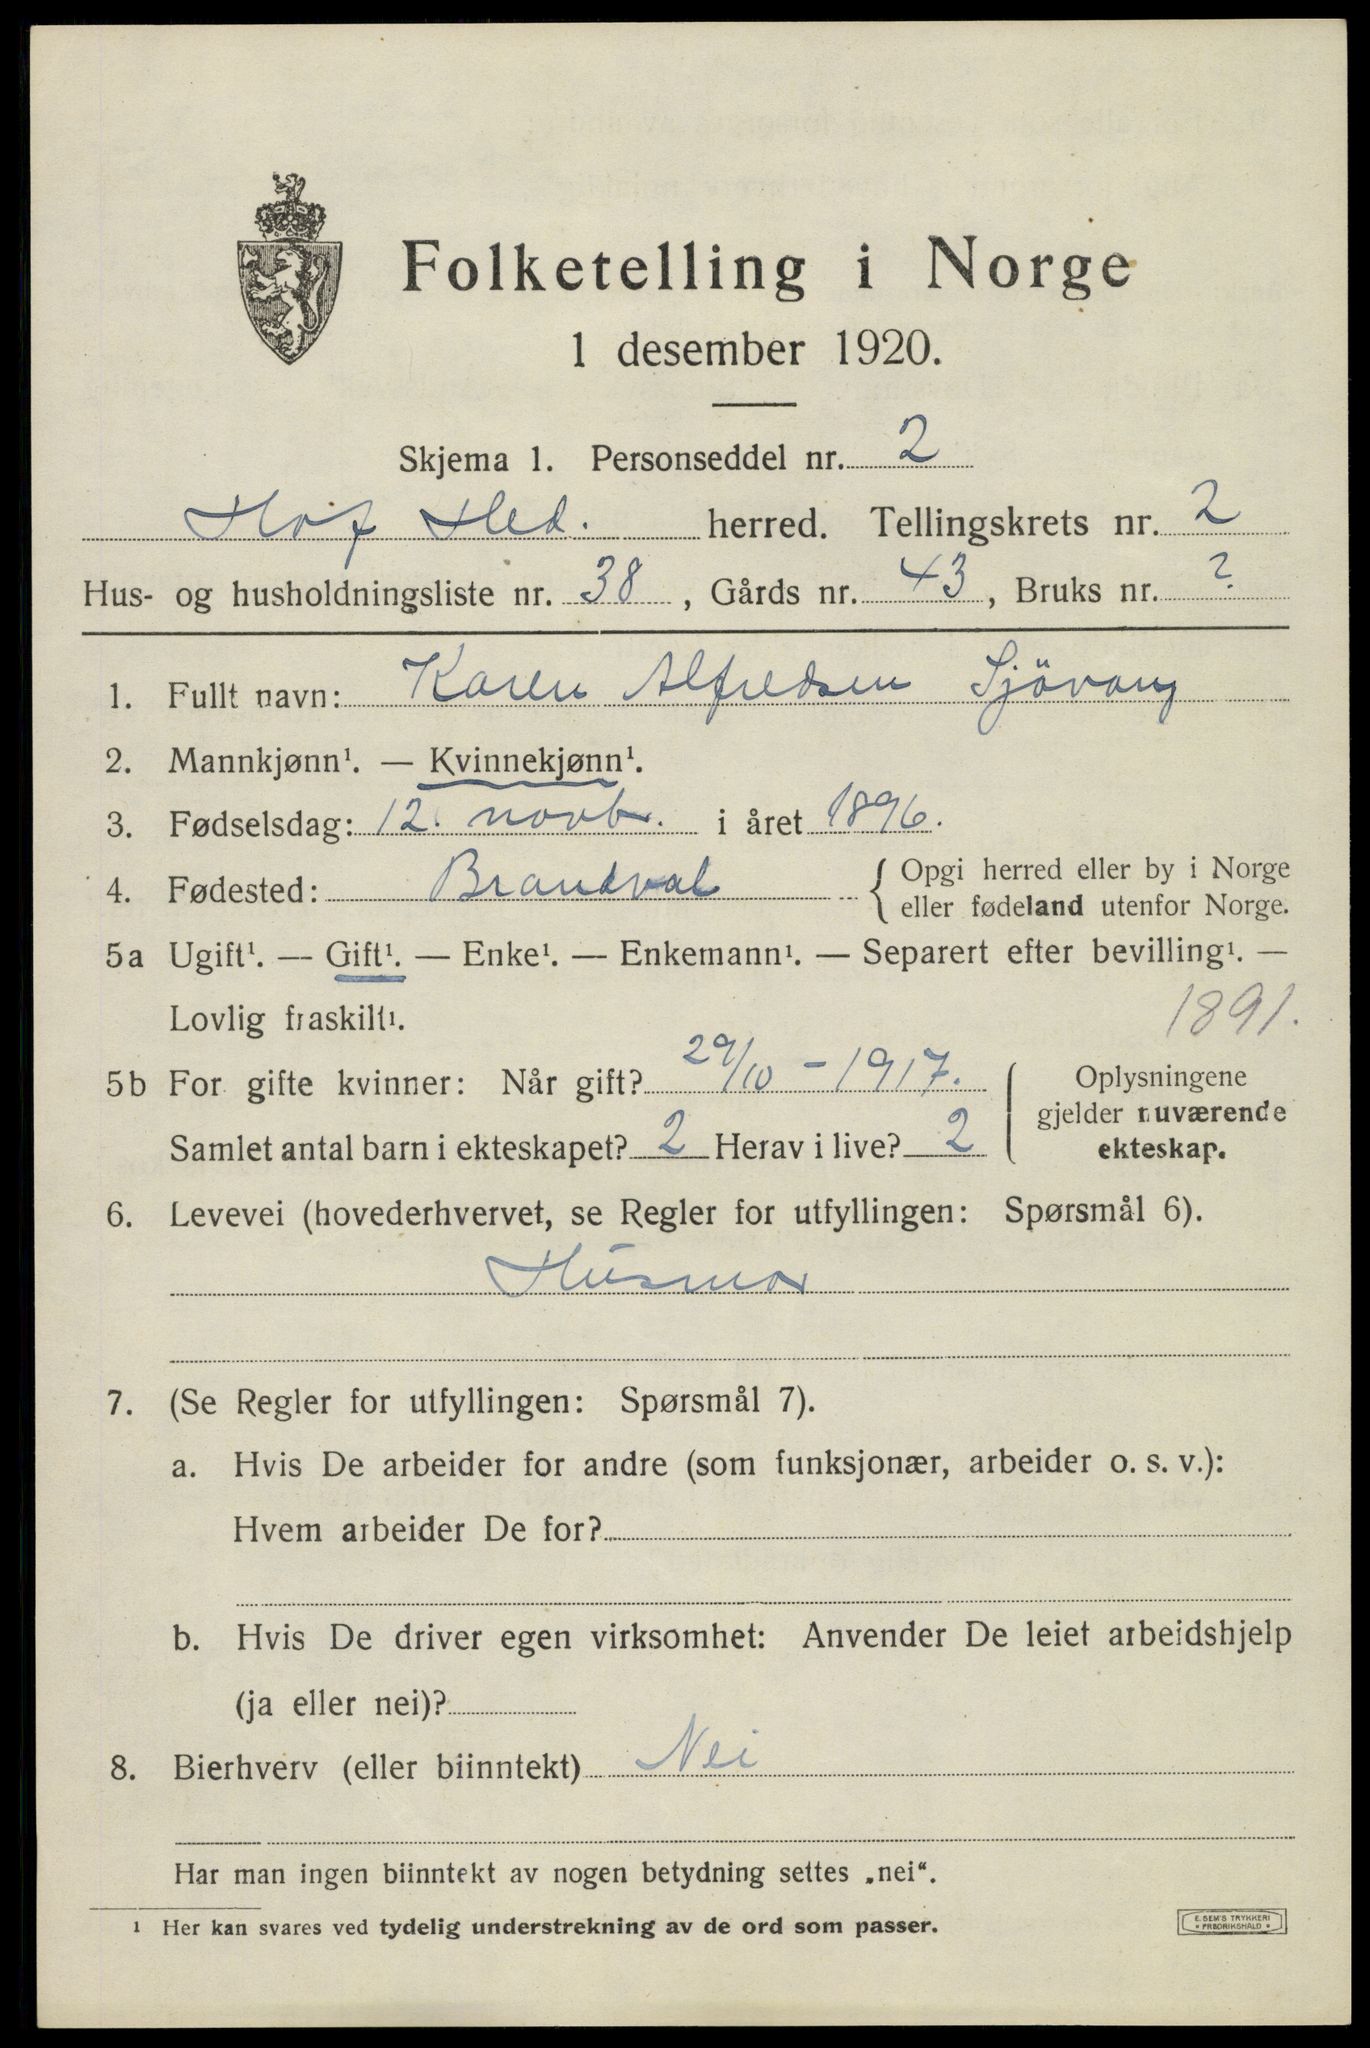 Folketelling i Norge
1 desember 1920.
Skjema 1. Personseddel nr. 2
Hof Hed. herred. Tellingskrets nr. 2
Hus- og husholdningsliste nr. 38, Gårds nr. 43, Bruks nr. ?
1. Fullt navn: Karen Alfredsen Sjövang
2. Mannkjønn¹. — Kvinnekjønn¹.
3. Fødselsdag: 12. novbr. i året 1896.
4. Fødested: Brandval { Opgi herred eller by i Norge
eller fødeland utenfor Norge.
5a Ugift¹. — Gift¹. — Enke¹. — Enkemann¹. — Separert efter bevilling¹. —
Lovlig fraskilt¹. 1891.
5b For gifte kvinner: Når gift? 29/10 - 1917.
Samlet antal barn i ekteskapet? 2 Herav i live? 2
Oplysningene
gjelder nuværende
ekteskap.
6. Levevei (hovederhvervet, se Regler for utfyllingen: Spørsmål 6).
Husmor
7. (Se Regler for utfyllingen: Spørsmål 7).
a. Hvis De arbeider for andre (som funksjonær, arbeider o. s. v.):
Hvem arbeider De for?
b. Hvis De driver egen virksomhet: Anvender De leiet arbeidshjelp
(ja eller nei)?
8. Bierhverv (eller biinntekt) Nei
Har man ingen biinntekt av nogen betydning settes „nei“.
¹ Her kan svares ved tydelig understrekning av de ord som passer.
E. SEM'S TRYKKERI
* FREDRIKSHALD *